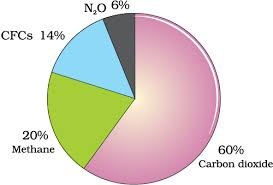 N₂O 6%
CFCs 14%
20%
Methane
60%
Carbon dioxide